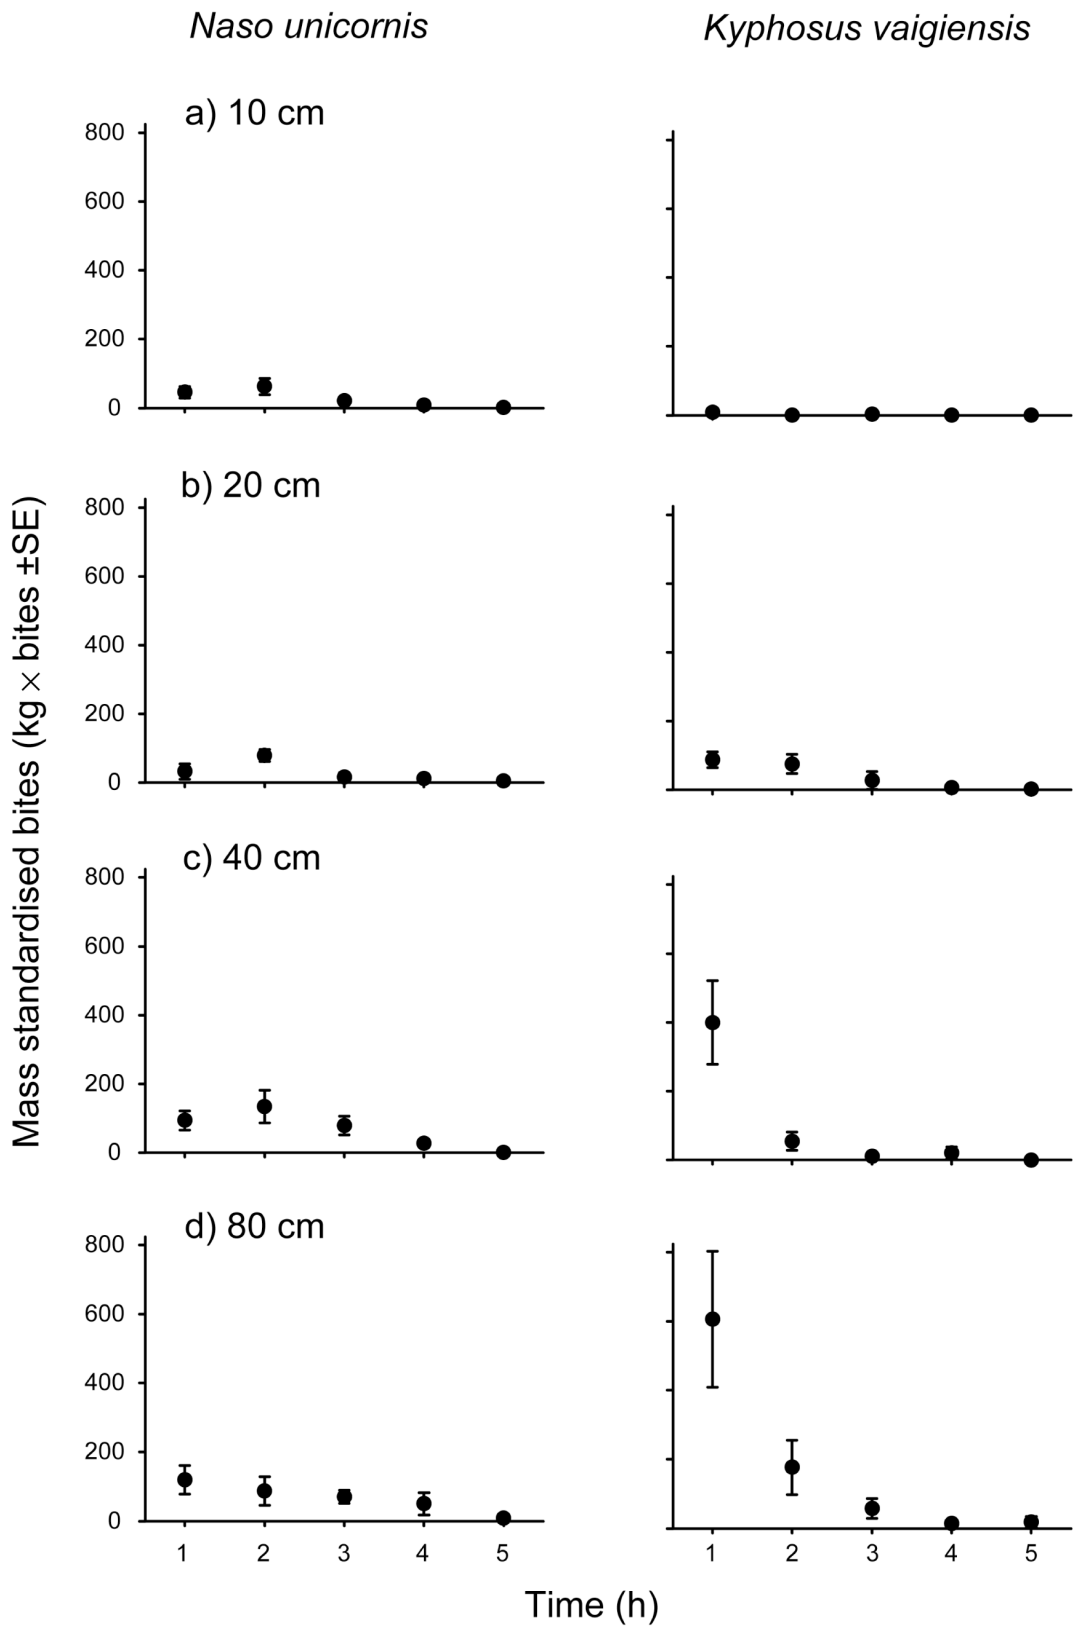 Naso unicornis
Kyphosus vaigiensis
a) 10 cm
800
600
400
200
0
b) 20 cm
800
600
400
200
0
c) 40 cm
800
600
400
200
0
d) 80 cm
800
600
400
200
0
Mass standardised bites (kg × bites ±SE)
1 2 3 4 5
1 2 3 4 5
Time (h)